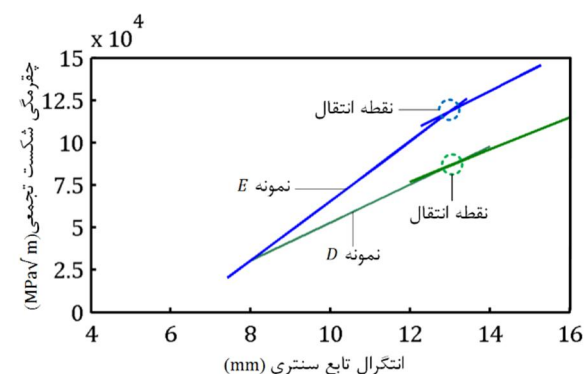 x 10⁴
چقرمگی شکست تجمعی(MPa√m)
15
12.5
10
7.5
5
2.5
0
نقطه انتقال
نمونه E
نقطه انتقال
نمونه D
4 6 8 10 12 14 16
انتگرال تابع سنتری (mm)